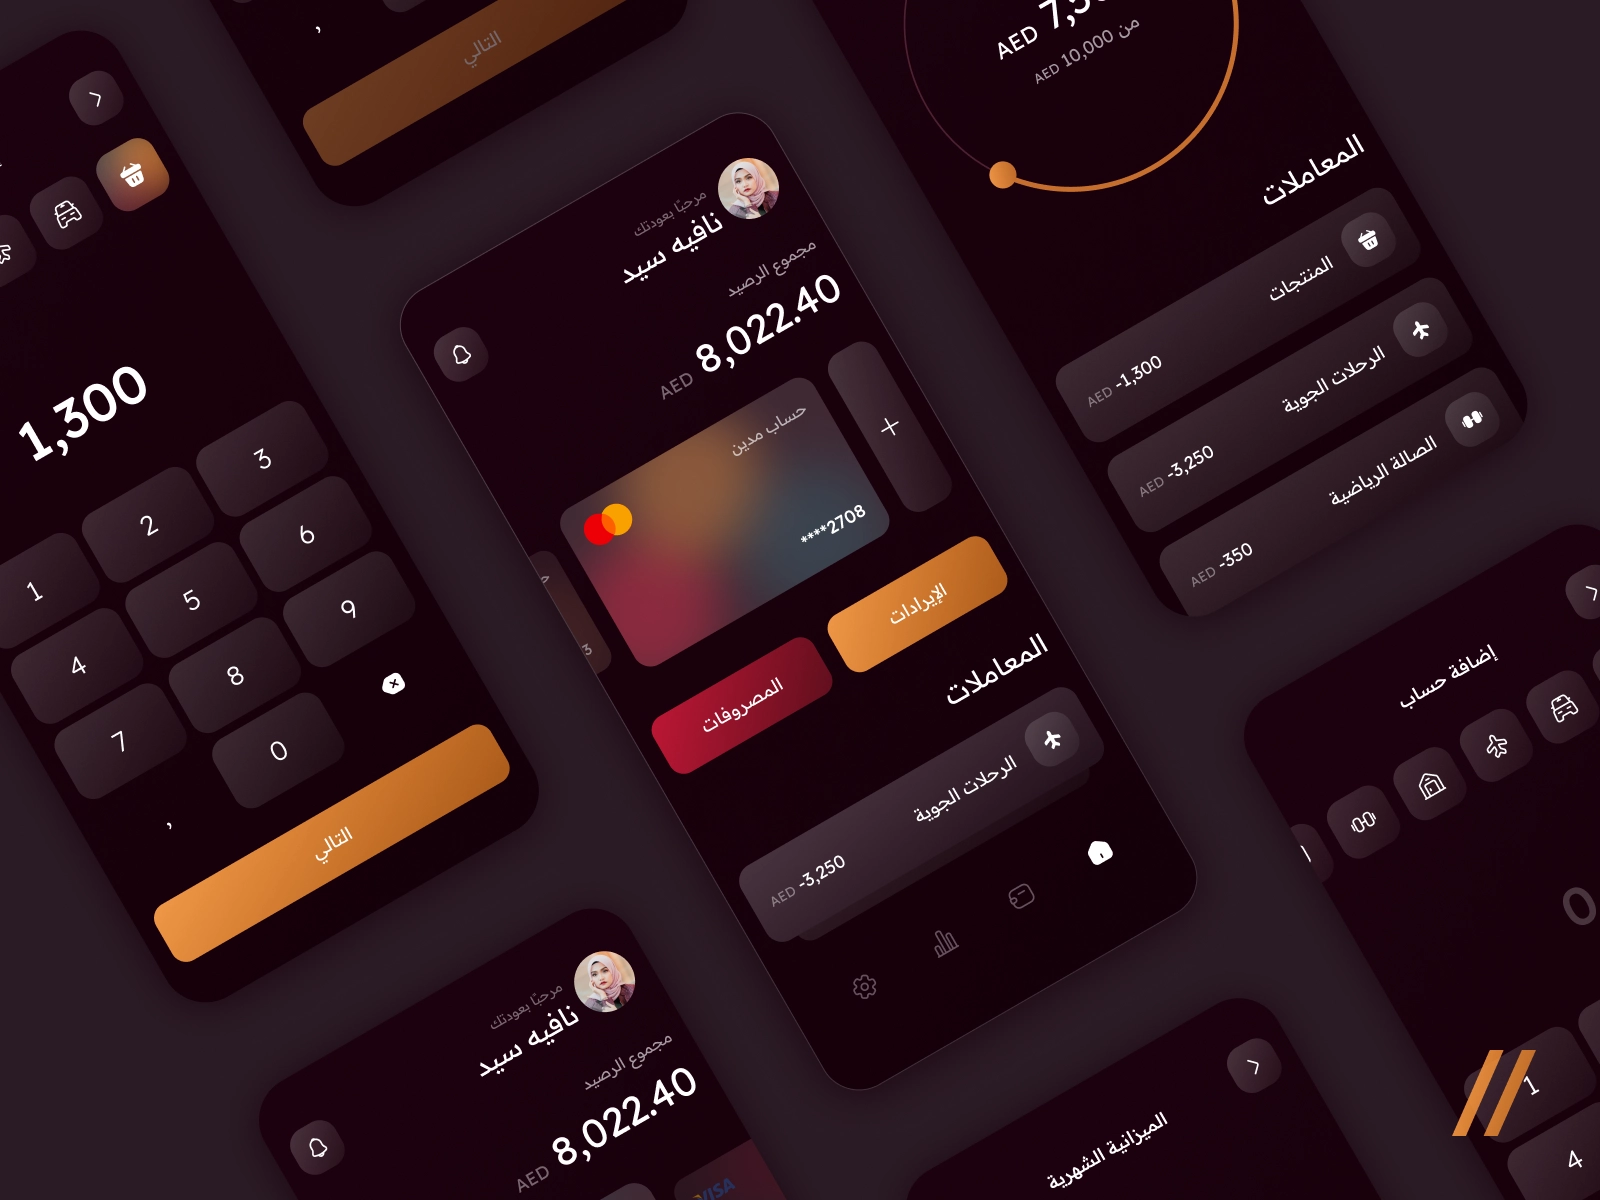 1,300
1
2
3
4
5
6
7
8
9
,
0
التالي
,
التالي
مرحبًا بعودتك
نافيه سيد
مجموع الرصيد
8,022.40 AED
حساب مدين
****2708
3
الإيرادات
المصروفات
المعاملات
الرحلات الجوية
-3,250 AED
AED
من 10,000 AED
المعاملات
المنتجات
-1,300 AED
الرحلات الجوية
-3,250 AED
الصالة الرياضية
-350 AED
إضافة حساب
0
1
4
مرحبًا بعودتك
نافيه سيد
مجموع الرصيد
8,022.40 AED
VISA
الميزانية الشهرية